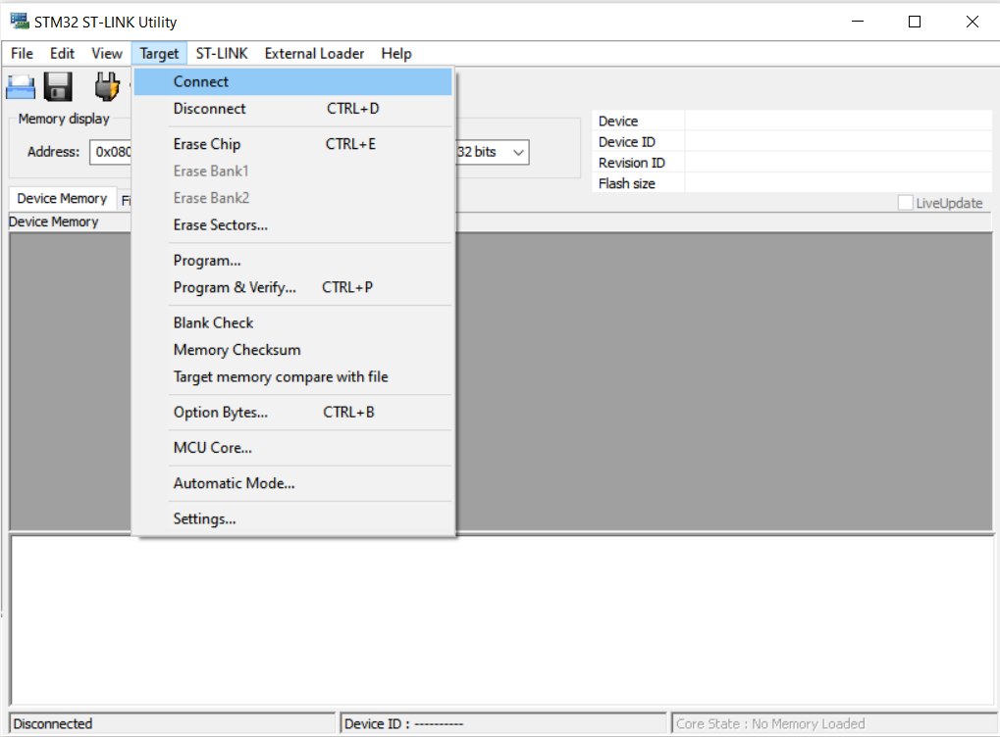 STM32 ST-LINK Utility
File Edit View Target ST-LINK External Loader Help
Connect
Disconnect CTRL+D
Erase Chip CTRL+E
Erase Bank1
Erase Bank2
Erase Sectors...
Program...
Program & Verify... CTRL+P
Blank Check
Memory Checksum
Target memory compare with file
Option Bytes... CTRL+B
MCU Core...
Automatic Mode...
Settings...
Memory display
Address: 0x080
32 bits
Device
Device ID
Revision ID
Flash size
LiveUpdate
Device Memory Fi
Device Memory
Disconnected
Device ID : ----------
Core State : No Memory Loaded